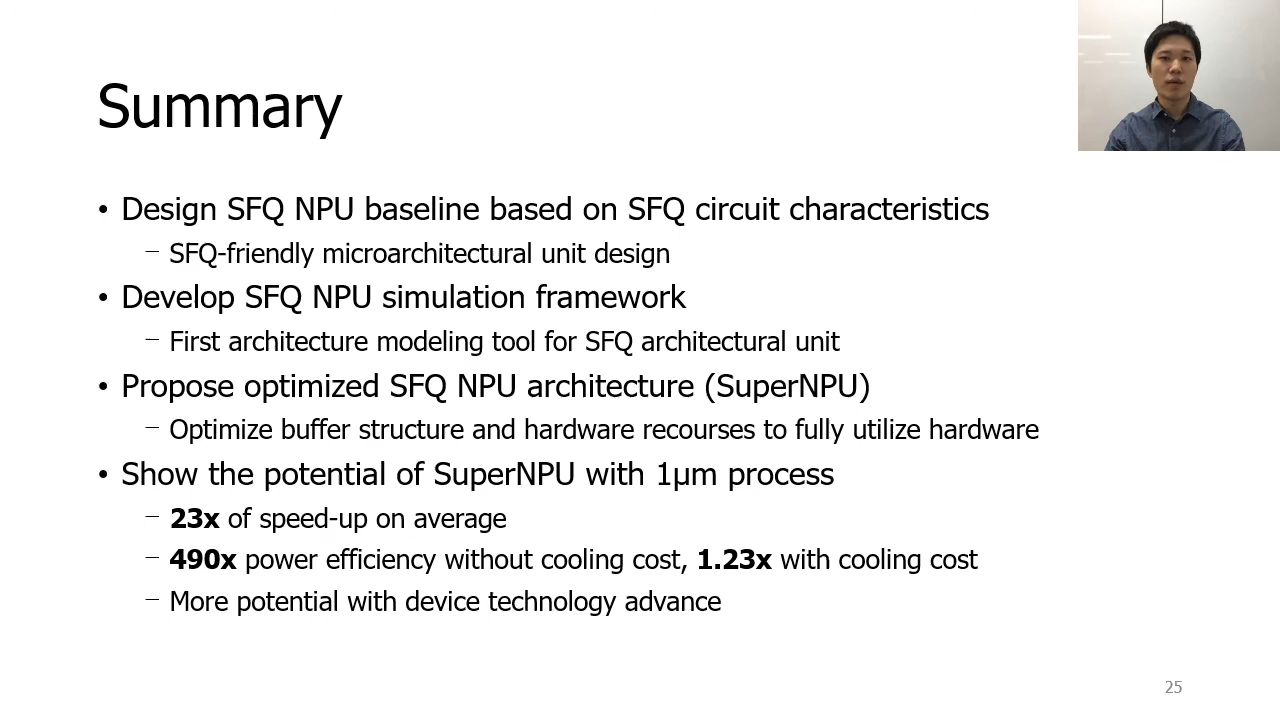 Summary
• Design SFQ NPU baseline based on SFQ circuit characteristics
– SFQ-friendly microarchitectural unit design
• Develop SFQ NPU simulation framework
– First architecture modeling tool for SFQ architectural unit
• Propose optimized SFQ NPU architecture (SuperNPU)
– Optimize buffer structure and hardware recourses to fully utilize hardware
• Show the potential of SuperNPU with 1µm process
– 23x of speed-up on average
– 490x power efficiency without cooling cost, 1.23x with cooling cost
– More potential with device technology advance
25